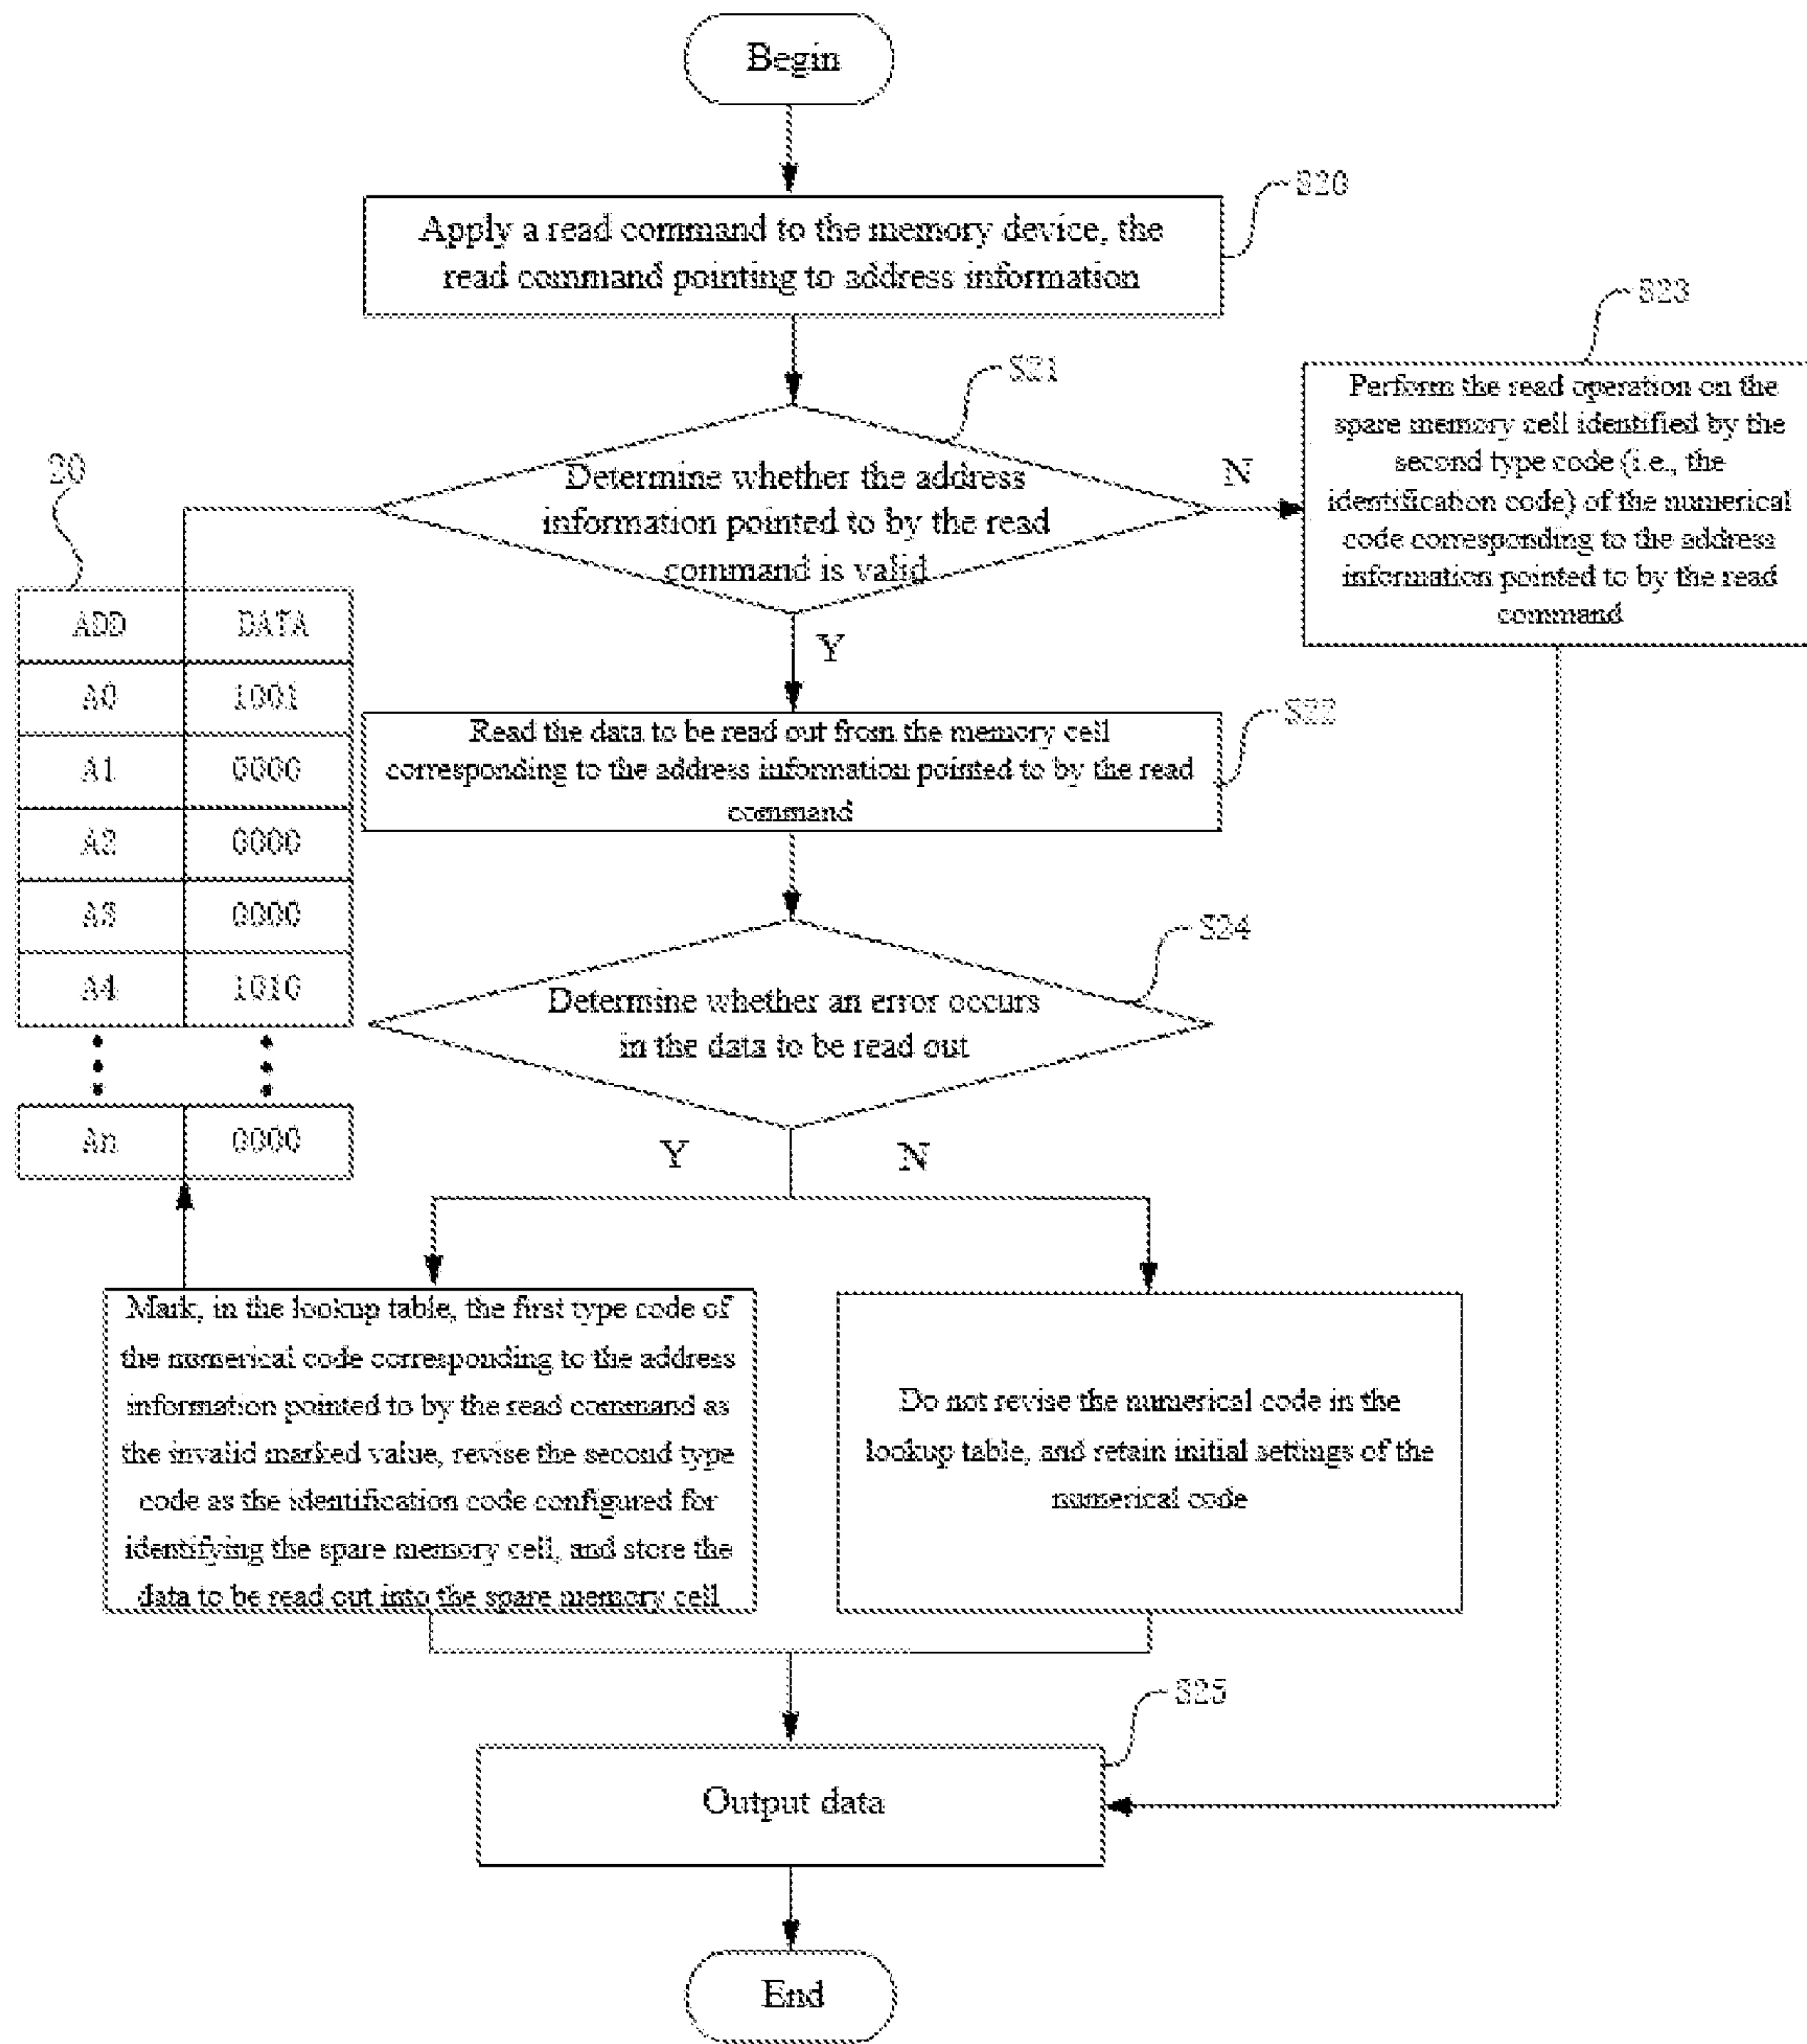 Begin
S20
Apply a read command to the memory device, the
read command pointing to address information
S23
Perform the read operation on the
spare memory cell identified by the
second type code (i.e., the
identification code) of the numerical
code corresponding to the address
information pointed to by the read
command
S21
Determine whether the address
information pointed to by the read
command is valid
N
Y
20
ADD DATA
A0 1001
A1 0000
A2 0000
A3 0000
A4 1010
An 0000
S22
Read the data to be read out from the memory cell
corresponding to the address information pointed to by the read
command
S24
Determine whether an error occurs
in the data to be read out
Y N
Mark, in the lookup table, the first type code of
the numerical code corresponding to the address
information pointed to by the read command as
the invalid marked value, revise the second type
code as the identification code configured for
identifying the spare memory cell, and store the
data to be read out into the spare memory cell
Do not revise the numerical code in the
lookup table, and retain initial settings of the
numerical code
S25
Output data
End